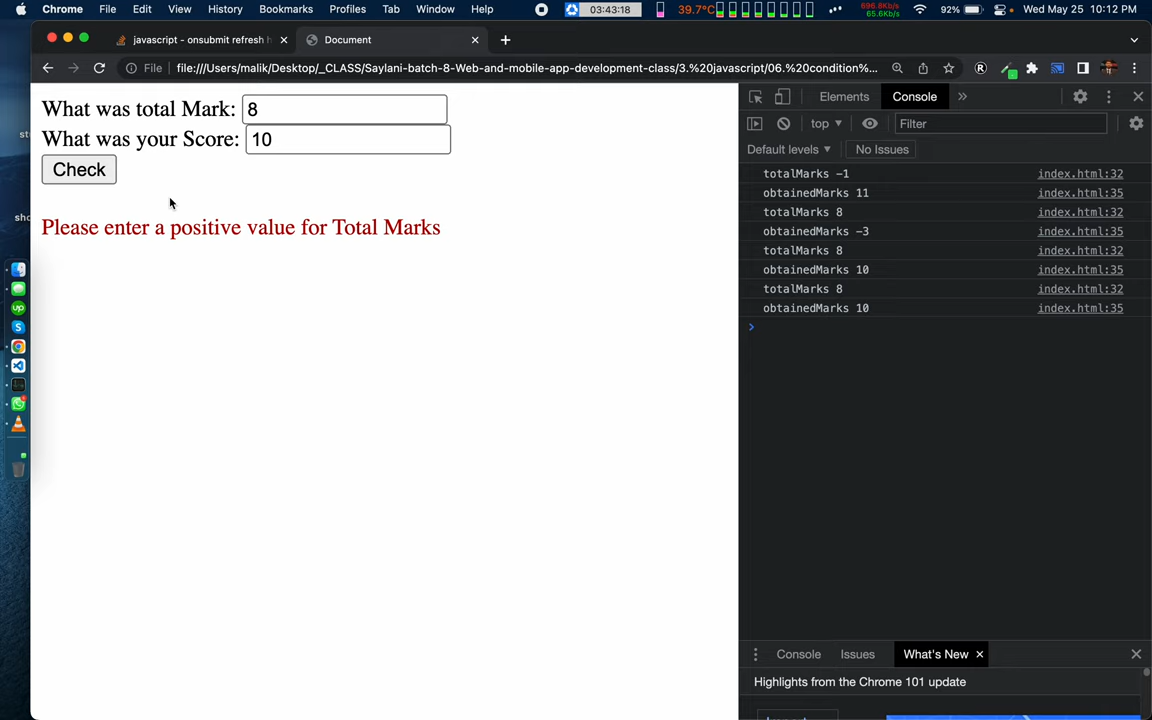 Chrome File Edit View History Bookmarks Profiles Tab Window Help 03:43:18 39.7°C 92% Wed May 25 10:12 PM
65.6Kb/s
javascript - onsubmit refresh Document
File file:///Users/malik/Desktop/_CLASS/Saylani-batch-8-Web-and-mobile-app-development-class/3.%20javascript/06.%20condition%...
What was total Mark: 8
What was your Score: 10
Check
Please enter a positive value for Total Marks
Elements Console
top Filter
Default levels No Issues
totalMarks -1 index.html:32
obtainedMarks 11 index.html:35
totalMarks 8 index.html:32
obtainedMarks -3 index.html:35
totalMarks 8 index.html:32
obtainedMarks 10 index.html:35
totalMarks 8 index.html:32
obtainedMarks 10 index.html:35
Console Issues What's New
Highlights from the Chrome 101 update
st
sho
up